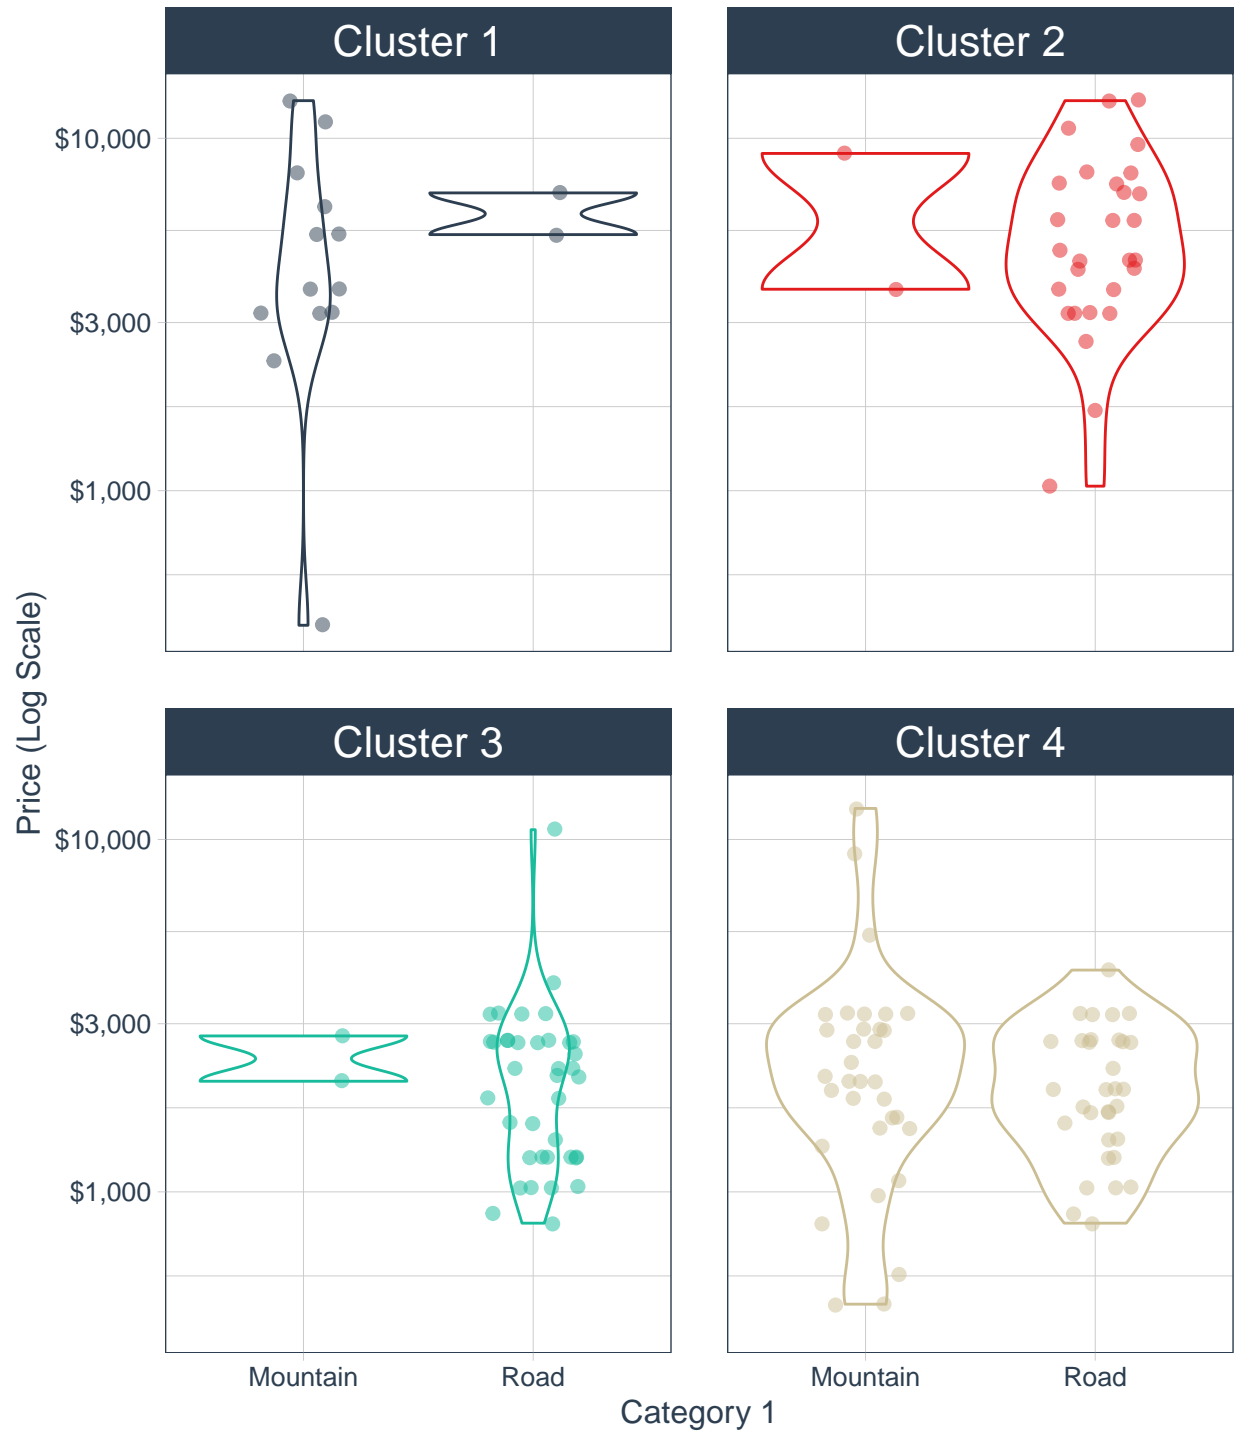 Cluster 1
Cluster 2
$10,000
$3,000
$1,000
Price (Log Scale)
Cluster 3
Cluster 4
$10,000
$3,000
$1,000
Mountain
Road
Mountain
Road
Category 1